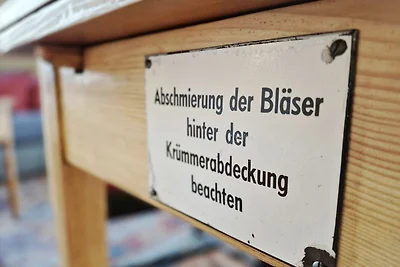 Abschmierung der Bläser
hinter der
Krümmerabdeckung
beachten